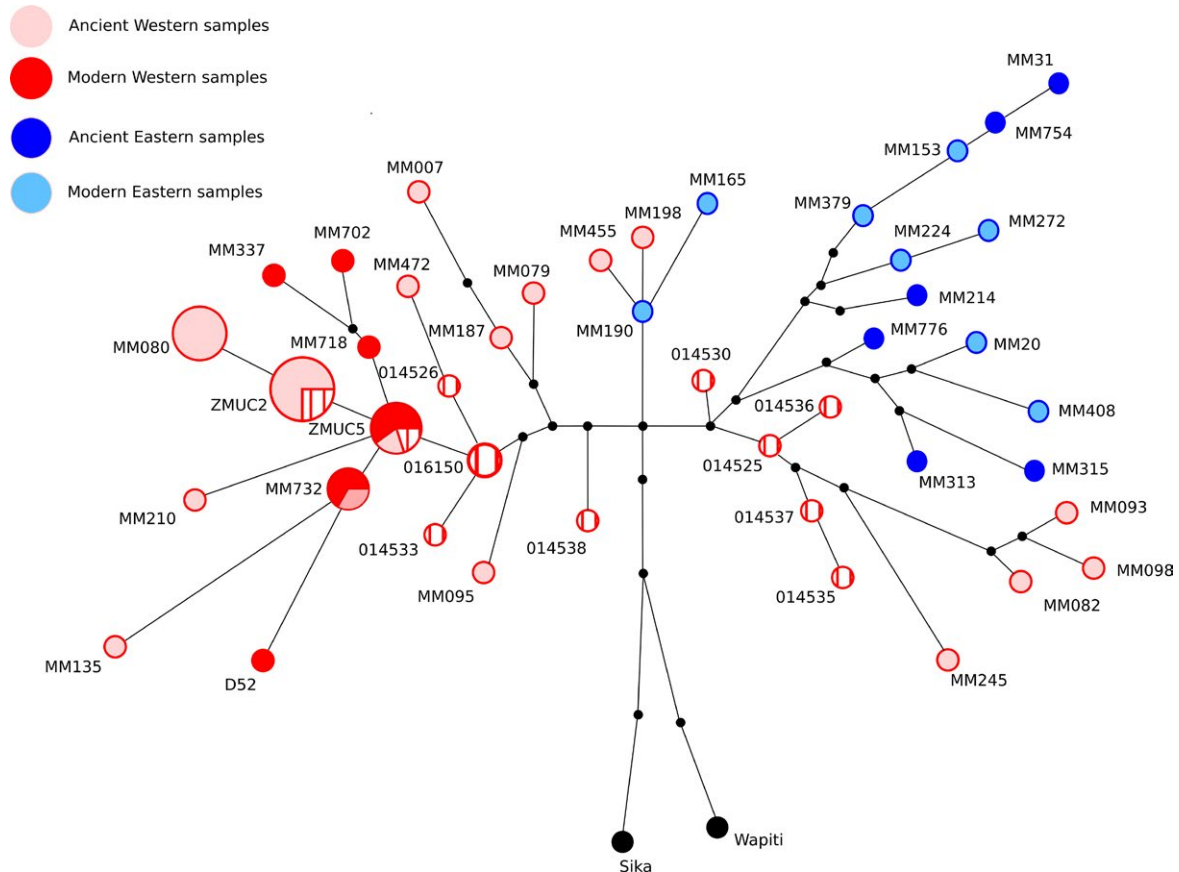 Ancient Western samples
Modern Western samples
Ancient Eastern samples
Modern Eastern samples
MM31
MM754
MM153
MM379
MM224
MM272
MM214
MM776
MM20
MM408
MM313
MM315
MM165
MM198
MM455
MM190
MM007
MM079
MM187
MM472
MM702
MM337
MM718
MM080
014526
ZMUC2
ZMUC5
016150
MM732
MM210
014533
MM095
014538
MM135
D52
014530
014536
014525
014537
014535
MM093
MM098
MM082
MM245
Wapiti
Sika